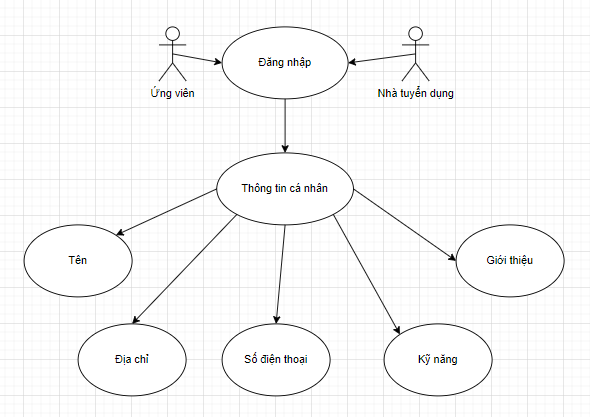 Đăng nhập
Ứng viên
Nhà tuyển dụng
Thông tin cá nhân
Tên
Giới thiệu
Địa chỉ
Số điện thoại
Kỹ năng